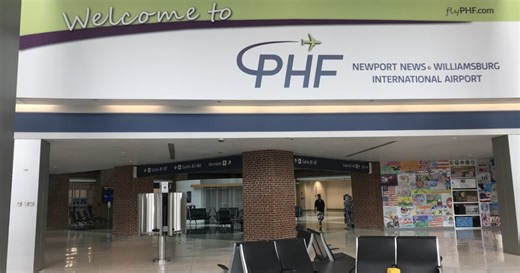 Welcome to
flyPHF.com
PHF
NEWPORT NEWS WILLIAMSBURG
INTERNATIONAL AIRPORT